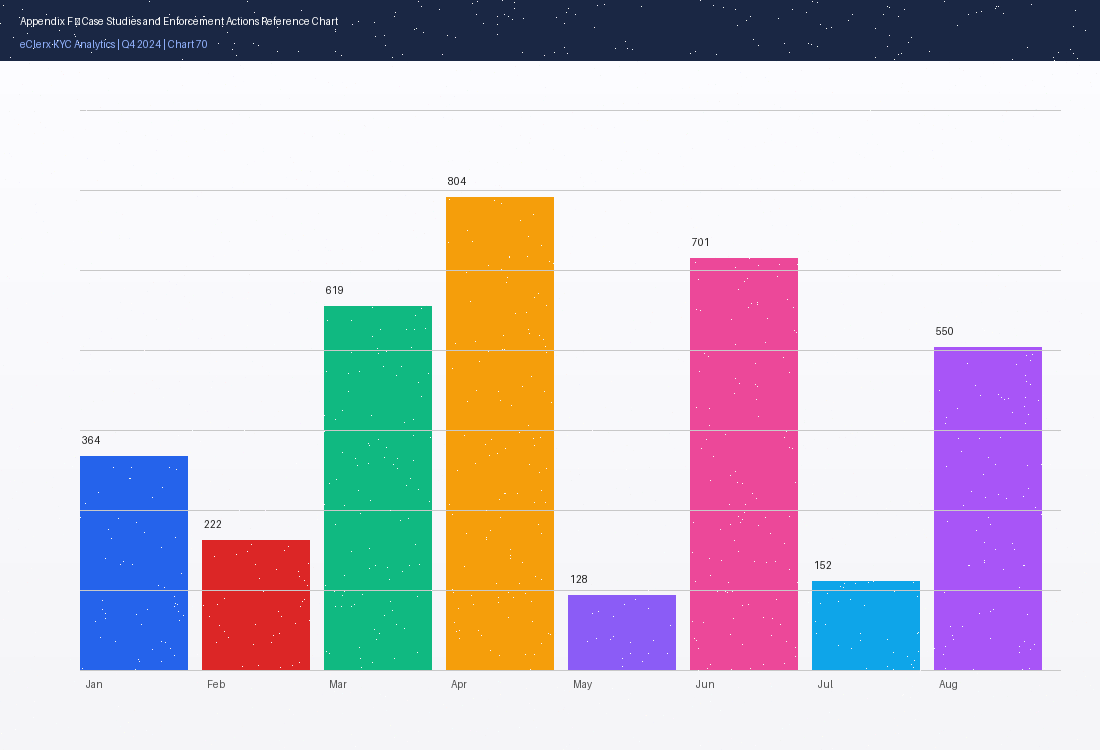 Appendix F▯Case Studies and Enforcement Actions Reference Chart
eClerx KYC Analytics | Q4 2024 | Chart 70
804
701
619
550
364
222
152
128
Jan Feb Mar Apr May Jun Jul Aug